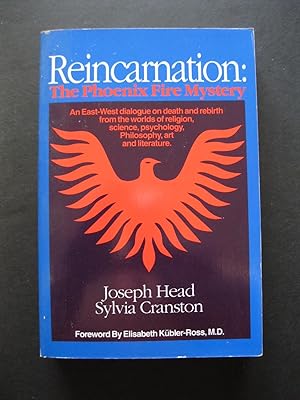 Reincarnation:
The Phoenix Fire Mystery
An East-West dialogue on death and rebirth
from the worlds of religion,
science, psychology,
Philosophy, art
and literature.
Joseph Head
Sylvia Cranston
Foreword By Elisabeth Kübler-Ross, M.D.